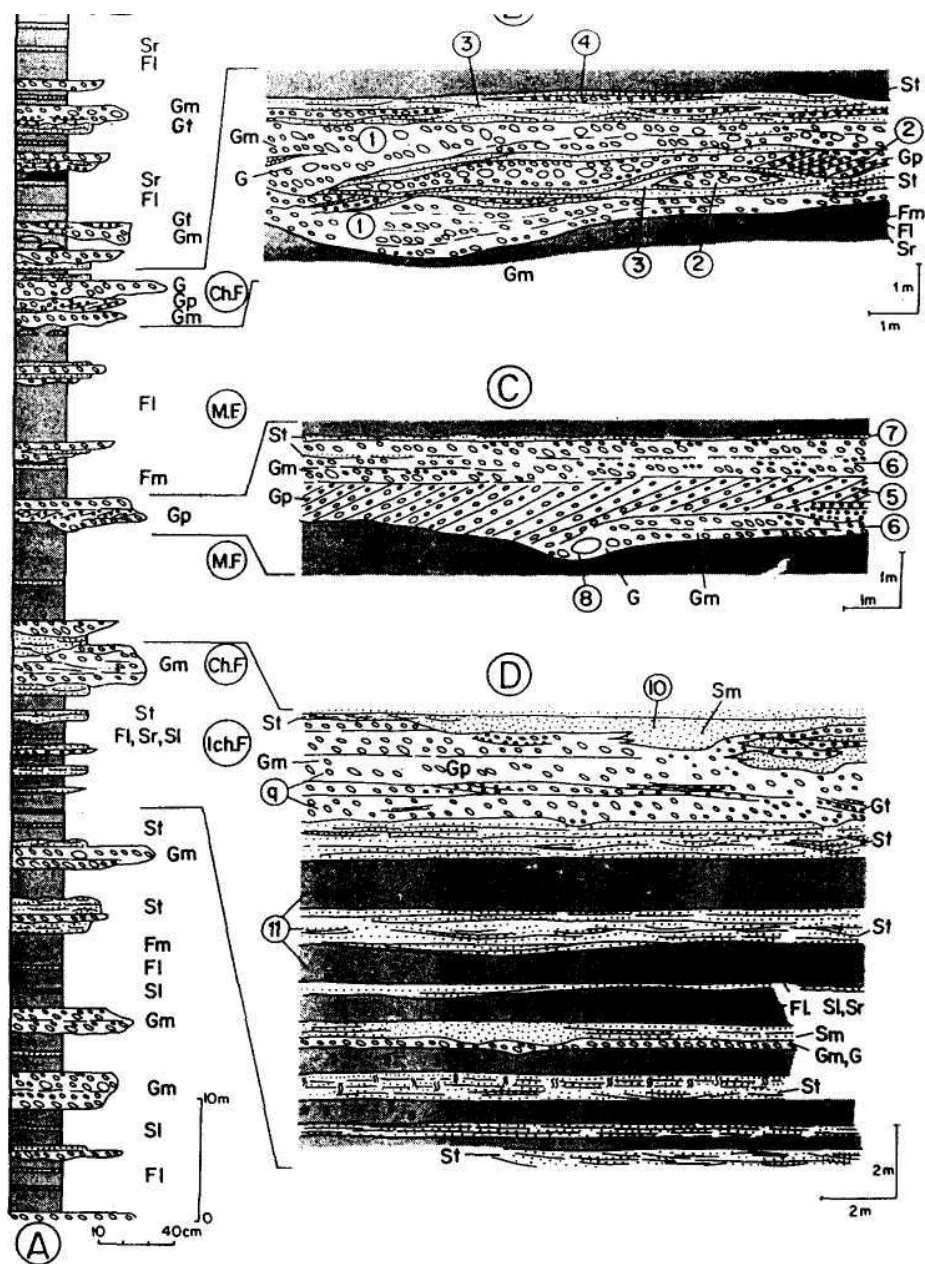 Sr
Fl
Gm
Gt
Sr
Fl
Gt
Gm
G
Gp
Gm
Ch.F
Fl
M.F
Fm
Gp
M.F
Gm
Ch.F
St
Fl, Sr, Sl
Ich.F
St
Gm
St
Fm
Fl
Sl
Gm
Gm
Sl
Fl
10m
0
10 40cm
A
3 4
St
3
Gm 1 2
Gp
G St
1 Fm
Fl
Sr
Gm 3 2
1m
1m
C
St 7
Gm 6
Gp 5
6
8 G Gm
1m
1m
D
10 Sm
St
Gm Gp
q
Gt
St
11 St
Fl. Sl,Sr
Sm
Gm,G
St
St
2m
2m